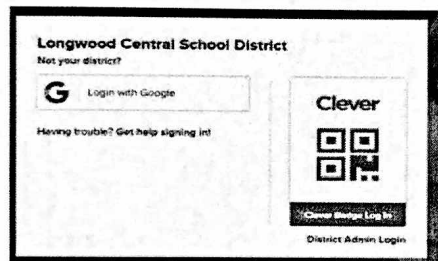 Longwood Central School District
Not your district?
G Login with Google
Having trouble? Get help signing in!
Clever
Clever Badge Log In
District Admin Login